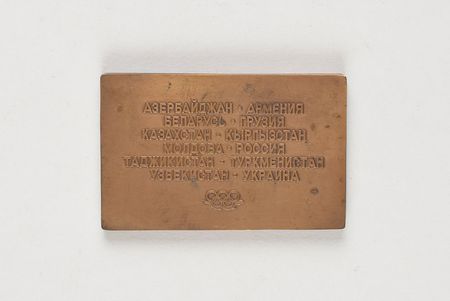 АЗЕРБАЙДЖАН · АРМЕНИЯ
БЕЛАРУСЬ · ГРУЗИЯ
КАЗАХСТАН · КЫРГЫЗСТАН
МОЛДОВА · РОССИЯ
ТАДЖИКИСТАН · ТУРКМЕНИСТАН
УЗБЕКИСТАН · УКРАИНА